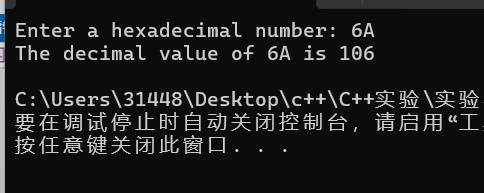 Enter a hexadecimal number: 6A
The decimal value of 6A is 106
C:\Users\31448\Desktop\c++\C++实验\实验
要在调试停止时自动关闭控制台，请启用“工
按任意键关闭此窗口. . .